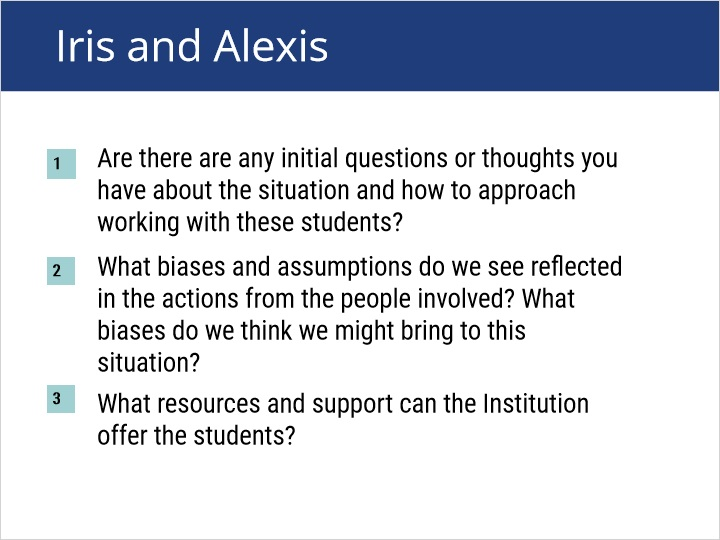 Iris and Alexis
1 Are there are any initial questions or thoughts you
have about the situation and how to approach
working with these students?
2 What biases and assumptions do we see reflected
in the actions from the people involved? What
biases do we think we might bring to this
situation?
3 What resources and support can the Institution
offer the students?